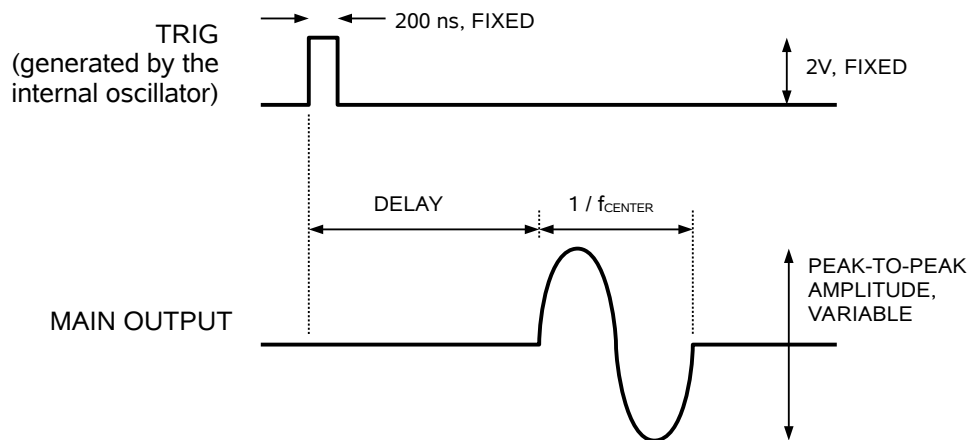 200 ns, FIXED
TRIG
(generated by the
internal oscillator)
2V, FIXED
DELAY
1 / fCENTER
PEAK-TO-PEAK
AMPLITUDE,
VARIABLE
MAIN OUTPUT